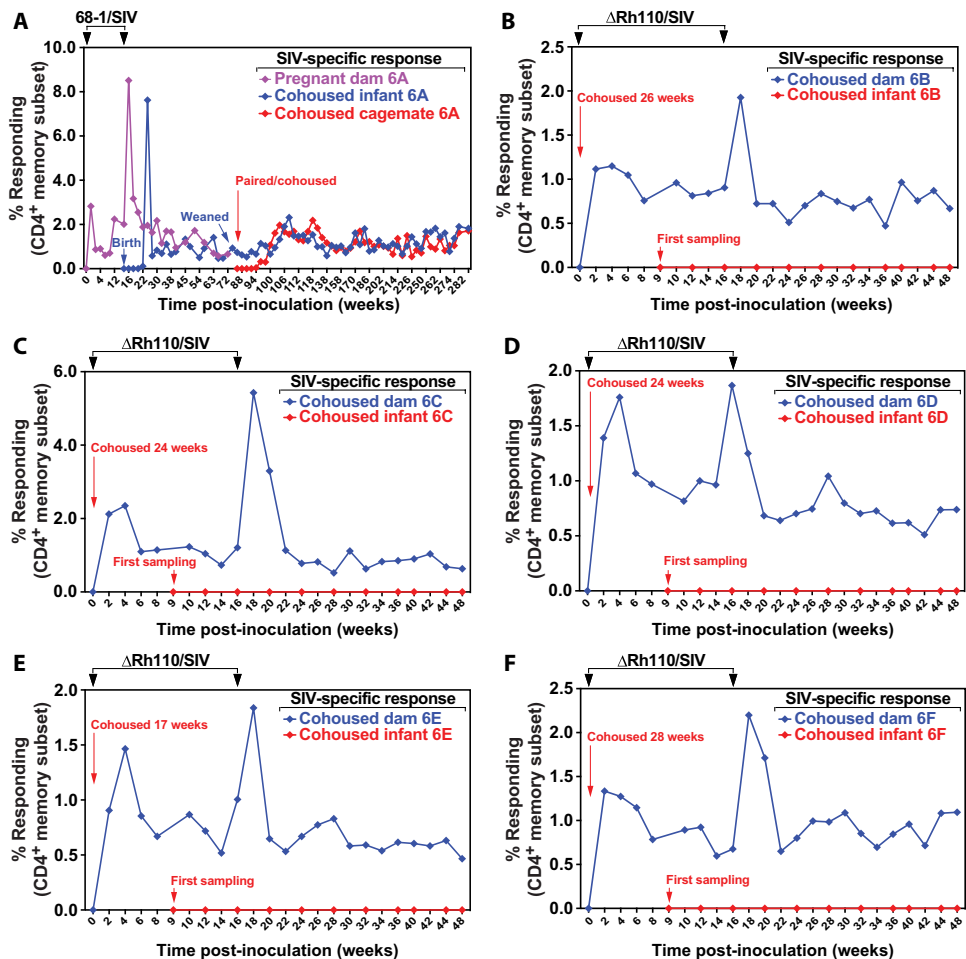 A
68-1/SIV
SIV-specific response
Pregnant dam 6A
Cohoused infant 6A
Cohoused cagemate 6A
Paired/cohoused
Weaned
Birth
% Responding
(CD4+ memory subset)
10.0
8.0
6.0
4.0
2.0
0.0
0 4 8 12 16 22 30 38 45 54 63 72 88 94 100 106 112 118 138 158 170 186 202 214 226 250 262 274 282
Time post-inoculation (weeks)
B
ΔRh110/SIV
SIV-specific response
Cohoused dam 6B
Cohoused infant 6B
Cohoused 26 weeks
First sampling
% Responding
(CD4+ memory subset)
2.5
2.0
1.5
1.0
0.5
0.0
0 2 4 6 8 9 10 12 14 16 18 20 22 24 26 28 30 32 34 36 38 40 42 44 48
Time post-inoculation (weeks)
C
ΔRh110/SIV
SIV-specific response
Cohoused dam 6C
Cohoused infant 6C
Cohoused 24 weeks
First sampling
% Responding
(CD4+ memory subset)
6.0
4.0
2.0
0.0
0 2 4 6 9 10 12 14 16 18 20 22 24 26 28 30 32 34 36 40 42 44 48
Time post-inoculation (weeks)
D
ΔRh110/SIV
SIV-specific response
Cohoused dam 6D
Cohoused infant 6D
Cohoused 24 weeks
First sampling
% Responding
(CD4+ memory subset)
2.0
1.5
1.0
0.5
0.0
0 2 4 6 9 10 12 14 16 18 20 22 24 26 28 30 32 34 36 40 42 44 48
Time post-inoculation (weeks)
E
ΔRh110/SIV
SIV-specific response
Cohoused dam 6E
Cohoused infant 6E
Cohoused 17 weeks
First sampling
% Responding
(CD4+ memory subset)
2.0
1.5
1.0
0.5
0.0
0 2 4 6 9 10 12 14 16 18 20 22 24 26 28 30 32 34 36 40 42 44 48
Time post-inoculation (weeks)
F
ΔRh110/SIV
SIV-specific response
Cohoused dam 6F
Cohoused infant 6F
Cohoused 28 weeks
First sampling
% Responding
(CD4+ memory subset)
2.5
2.0
1.5
1.0
0.5
0.0
0 2 4 6 9 10 12 14 16 18 20 22 24 26 28 30 32 34 36 40 42 44 48
Time post-inoculation (weeks)